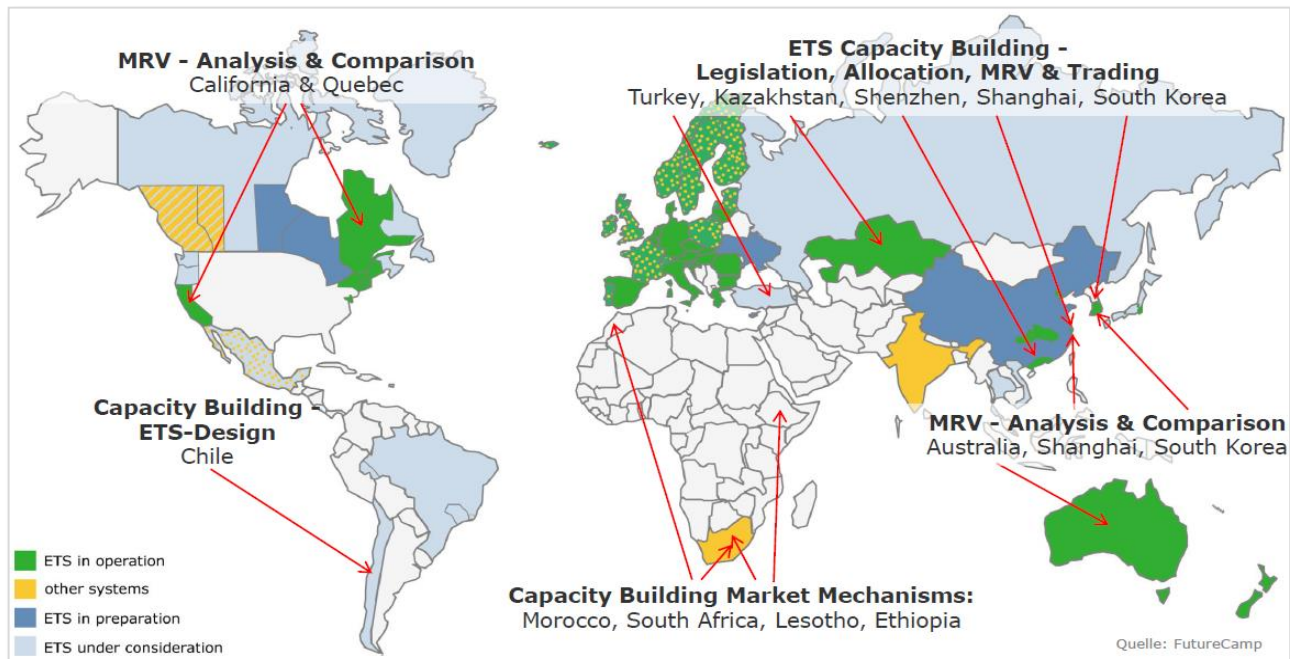 MRV - Analysis & Comparison
California & Quebec
ETS Capacity Building -
Legislation, Allocation, MRV & Trading
Turkey, Kazakhstan, Shenzhen, Shanghai, South Korea
Capacity Building -
ETS-Design
Chile
MRV - Analysis & Comparison
Australia, Shanghai, South Korea
Capacity Building Market Mechanisms:
Morocco, South Africa, Lesotho, Ethiopia
ETS in operation
other systems
ETS in preparation
ETS under consideration
Quelle: FutureCamp